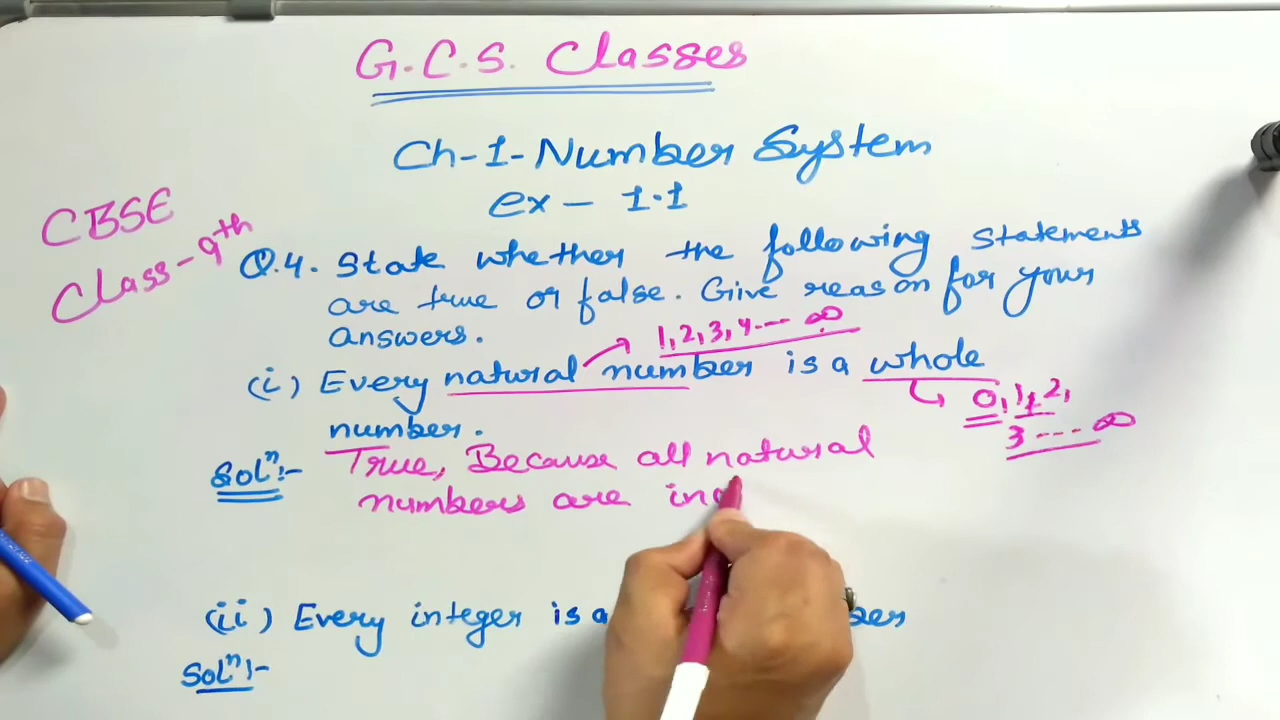 G.C.S. Classes
Ch-1-Number System
ex - 1.1
CBSE
Class-9th
Q.4. State whether the following statements
are true or false. Give reason for your
answers.
1,2,3,4.... ∞
(i) Every natural number is a whole
0,1,2,
3 .... ∞
number.
Solⁿ:- True, Because all natural
numbers are in
(ii) Every integer is a
Solⁿ:-